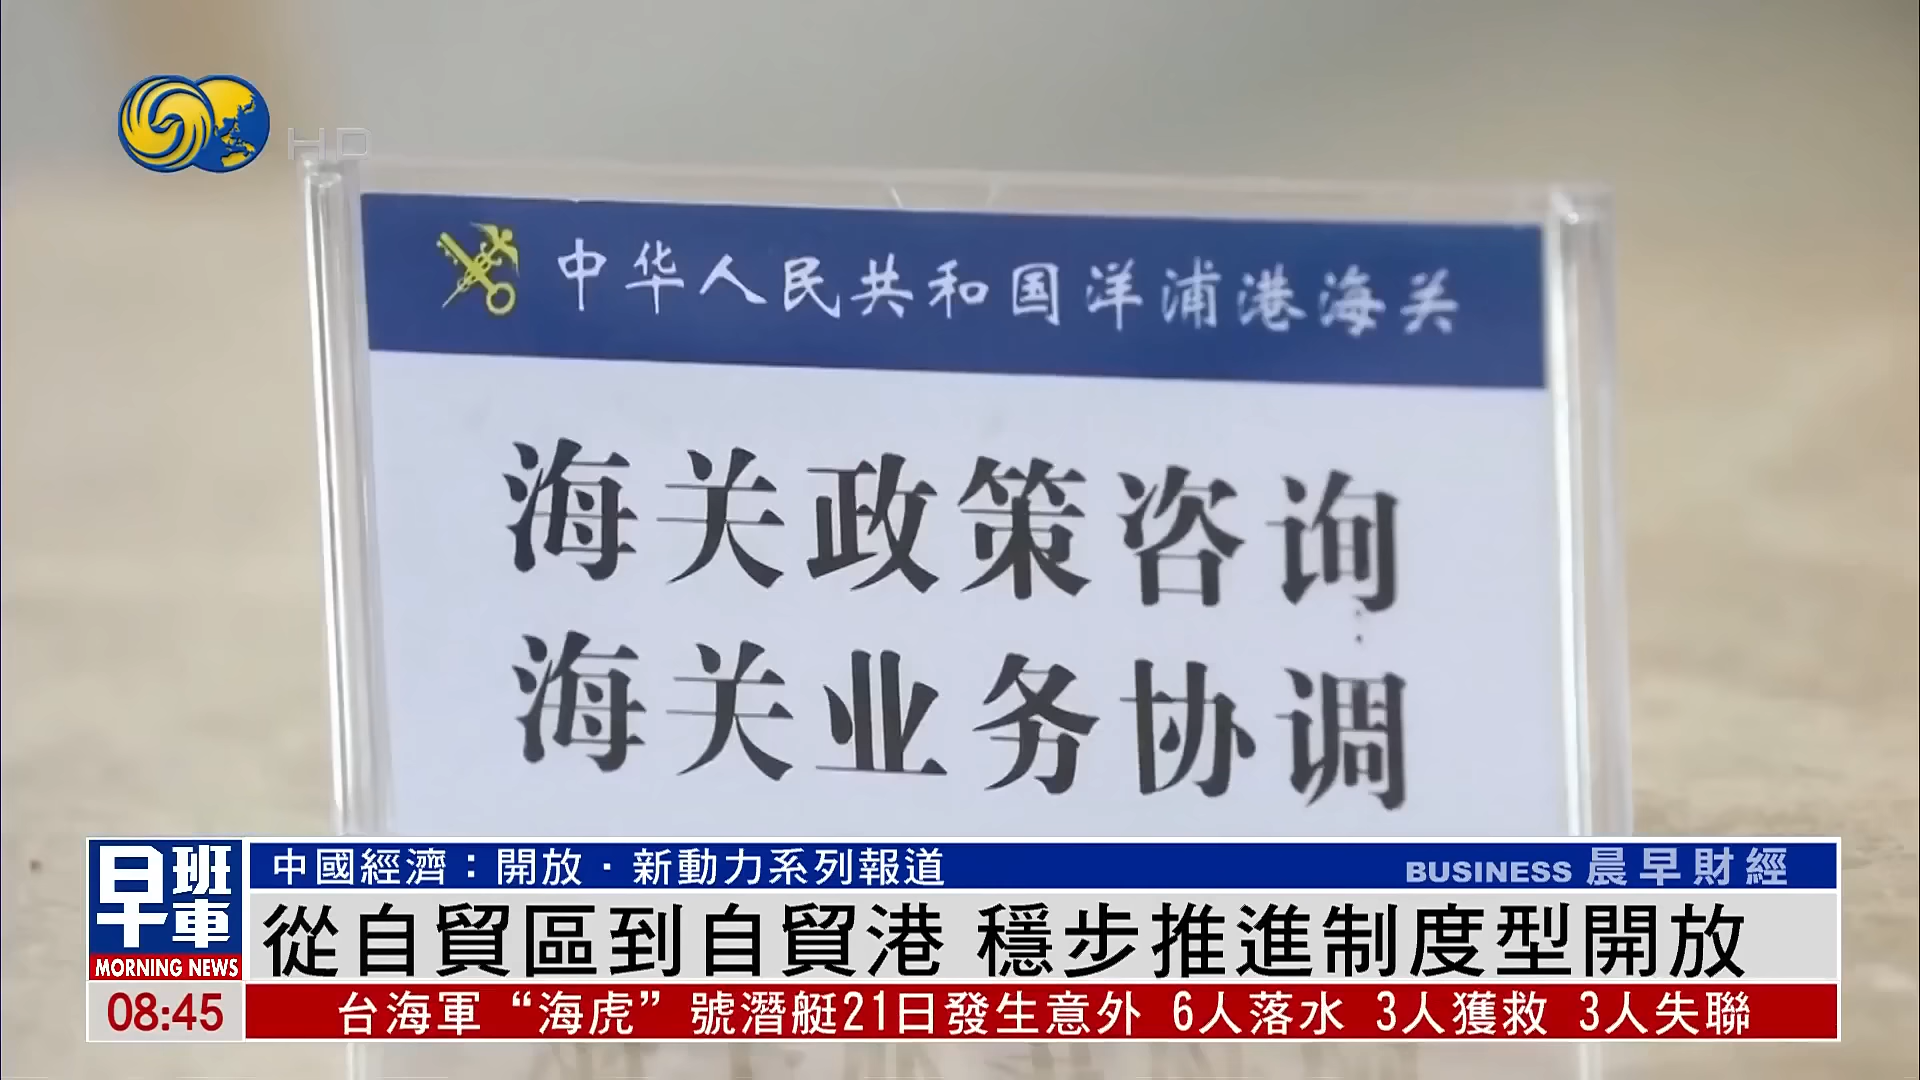 HD
中华人民共和国洋浦港海关
海关政策咨询
海关业务协调
早班車
MORNING NEWS
中國經濟：開放·新動力系列報道
BUSINESS 晨早財經
從自貿區到自貿港 穩步推進制度型開放
08:45
台海軍“海虎”號潛艇21日發生意外 6人落水 3人獲救 3人失聯